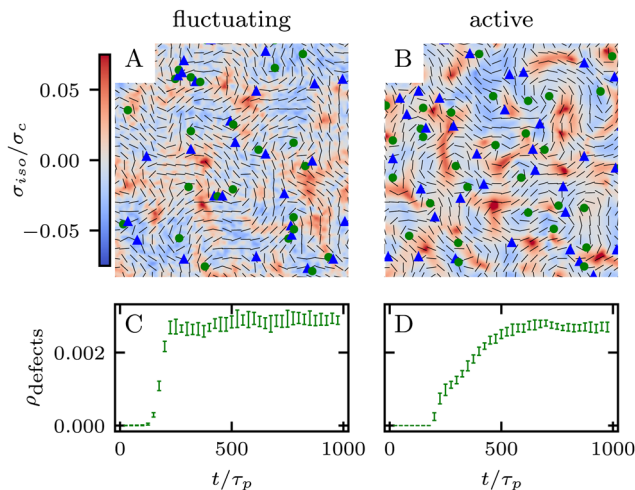 fluctuating active
A B
0.05
0.00
−0.05
σ_iso/σ_c
C D
0.002
0.000
ρ_defects
0 500 1000 0 500 1000
t/τ_p t/τ_p